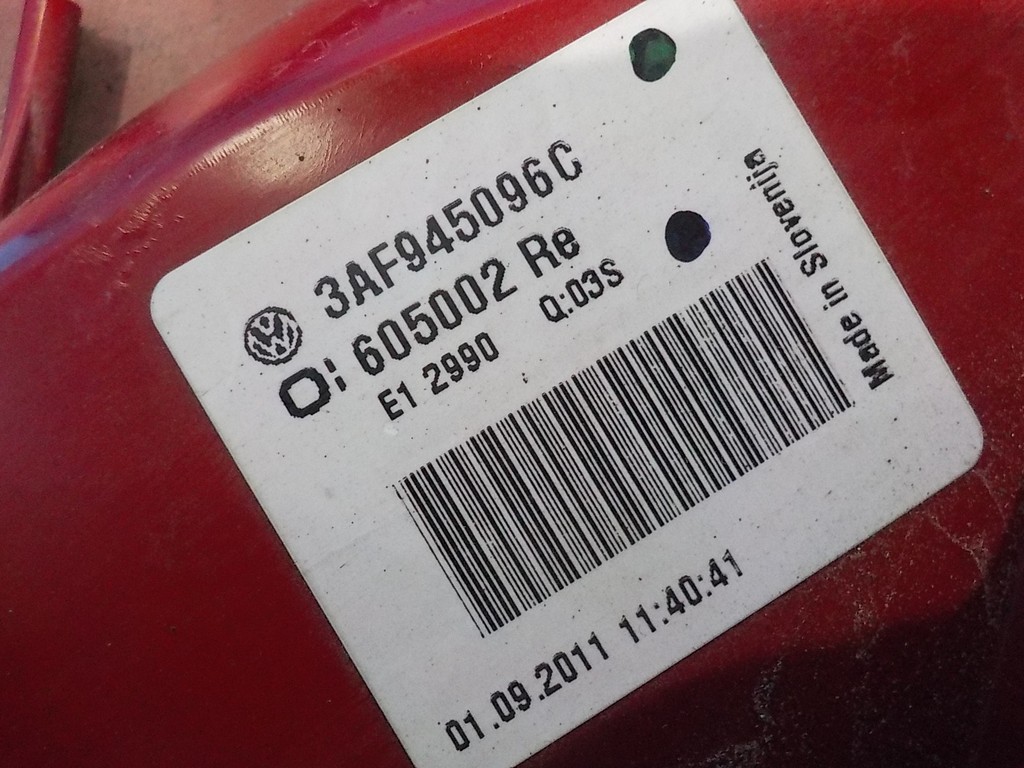 3AF945096C
O: 605002 Re
E1 2990 Q:03S
Made in Slovenija
01.09.2011 11:40:41